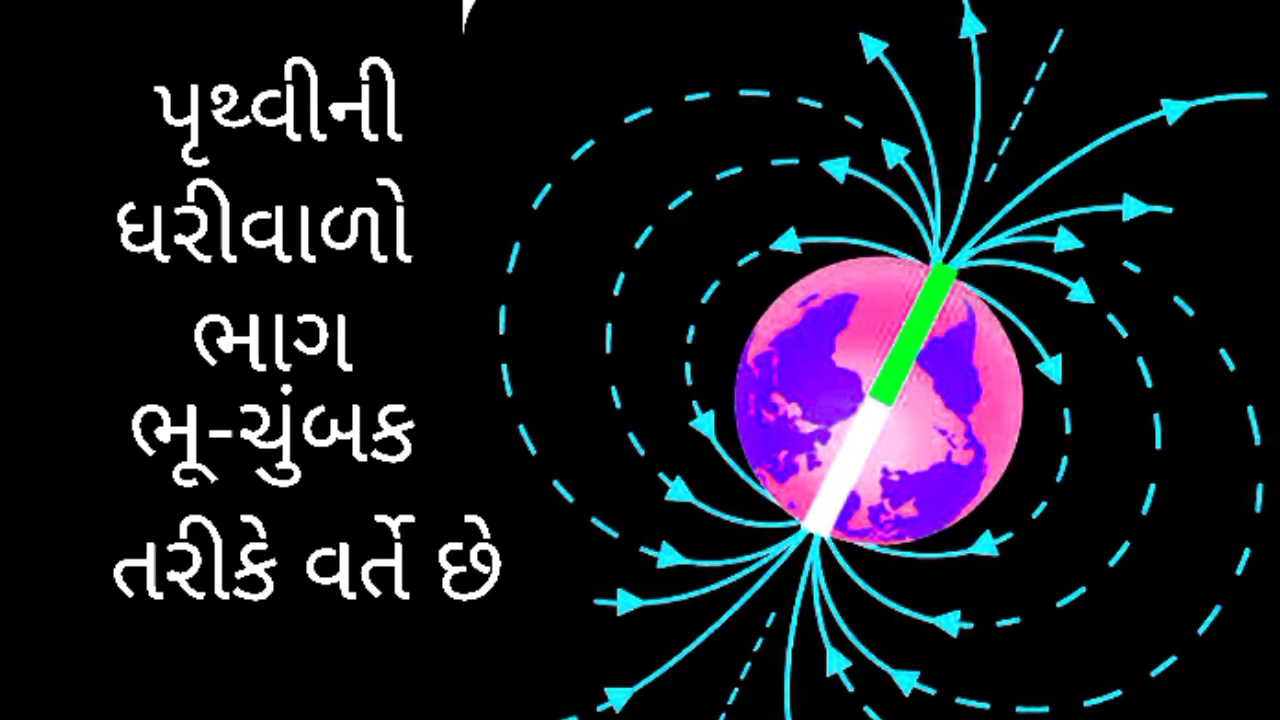 પૃથ્વીની
ધરીવાળો
ભાગ
ભૂ-ચુંબક
તરીકે વર્તે છે